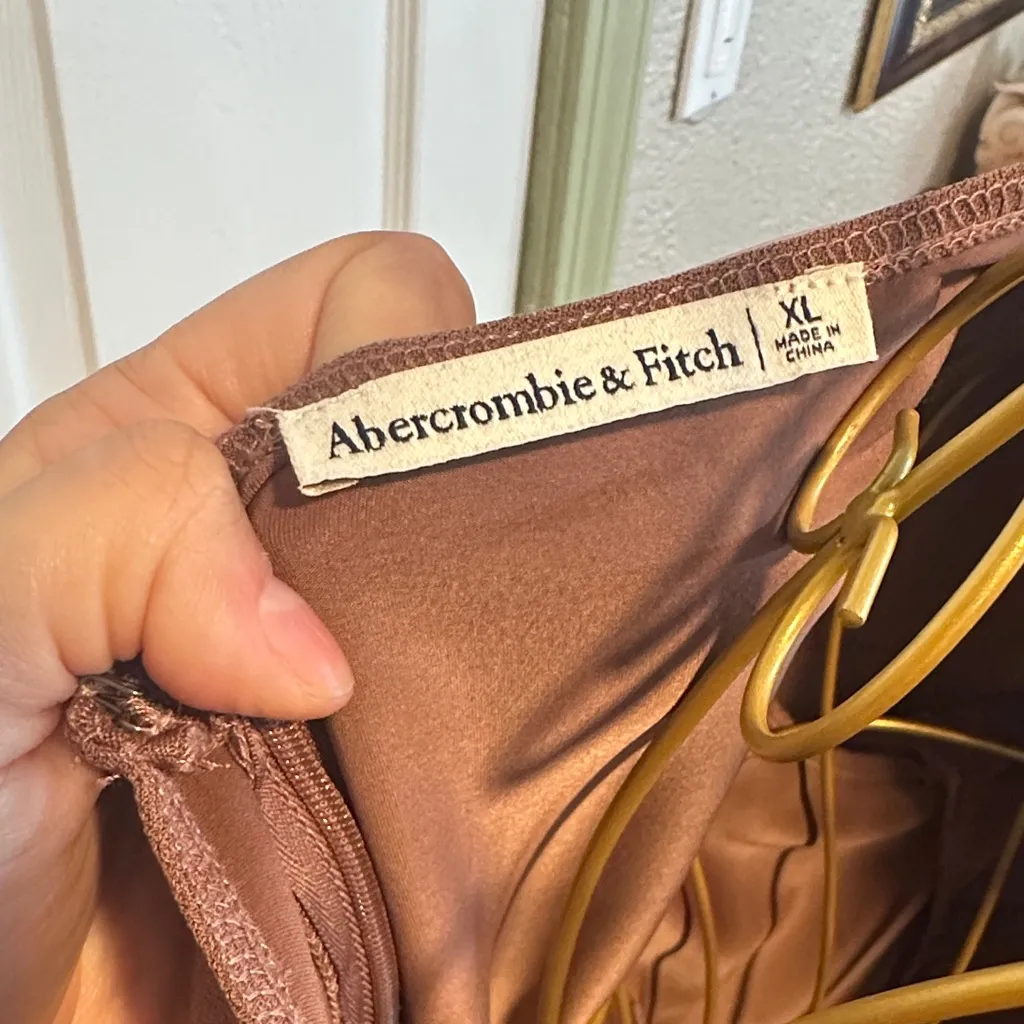 Abercrombie & Fitch | XL
MADE IN
CHINA